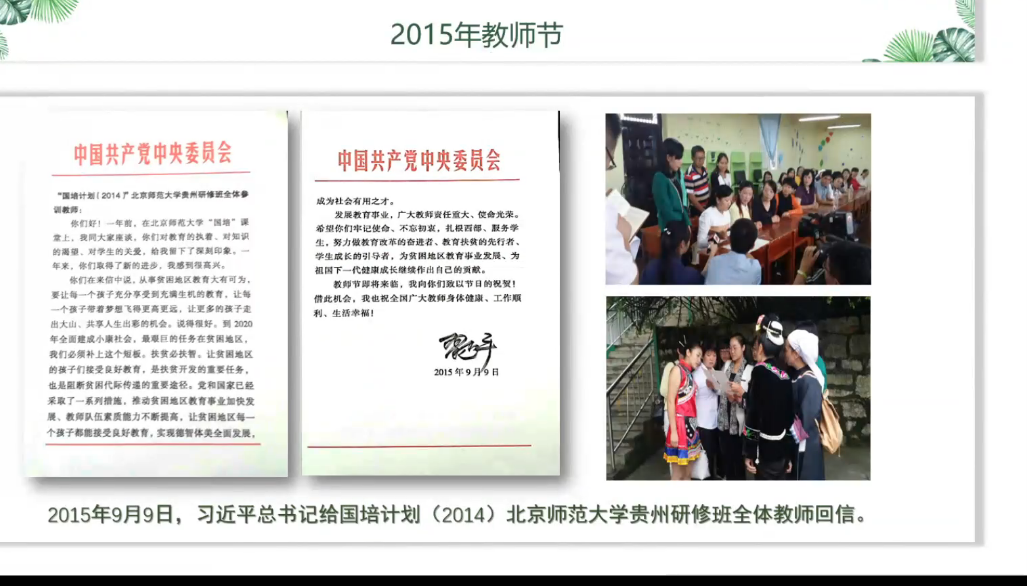 2015年教师节
中国共产党中央委员会
“国培计划（2014）”北京师范大学贵州研修班全体参
训教师：
你们好！一年前，在北京师范大学“国培”课
堂上，我同大家座谈，你们对教育的执着、对知识
的渴望、对学生的关爱，给我留下了深刻印象。一
年来，你们取得了新的进步，我感到很高兴。
你们在来信中说，从事贫困地区教育大有可为，
要让每一个孩子充分享受到充满生机的教育，让每
一个孩子带着梦想飞得更高更远，让更多的孩子走
出大山、共享人生出彩的机会。说得很好。到2020
年全面建成小康社会，最艰巨的任务在贫困地区，
我们必须补上这个短板。扶贫必扶智。让贫困地区
的孩子们接受良好教育，是扶贫开发的重要任务，
也是阻断贫困代际传递的重要途径。党和国家已经
采取了一系列措施，推动贫困地区教育事业加快发
展、教师队伍素质能力不断提高，让贫困地区每一
个孩子都能接受良好教育，实现德智体美全面发展，
中国共产党中央委员会
成为社会有用之才。
发展教育事业，广大教师责任重大、使命光荣。
希望你们牢记使命、不忘初衷，扎根西部、服务学
生，努力做教育改革的奋进者、教育扶贫的先行者、
学生成长的引导者，为贫困地区教育事业发展、为
祖国下一代健康成长继续作出自己的贡献。
教师节即将来临，我向你们致以节日的祝贺！
借此机会，我也祝全国广大教师身体健康、工作顺
利、生活幸福！
习近平
2015年9月9日
2015年9月9日，习近平总书记给国培计划（2014）北京师范大学贵州研修班全体教师回信。